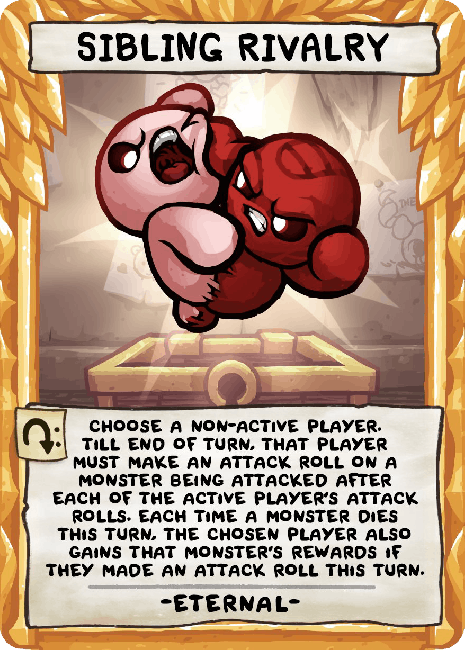 SIBLING RIVALRY
CHOOSE A NON-ACTIVE PLAYER.
TILL END OF TURN, THAT PLAYER
MUST MAKE AN ATTACK ROLL ON A
MONSTER BEING ATTACKED AFTER
EACH OF THE ACTIVE PLAYER'S ATTACK
ROLLS. EACH TIME A MONSTER DIES
THIS TURN, THE CHOSEN PLAYER ALSO
GAINS THAT MONSTER'S REWARDS IF
THEY MADE AN ATTACK ROLL THIS TURN.
-ETERNAL-